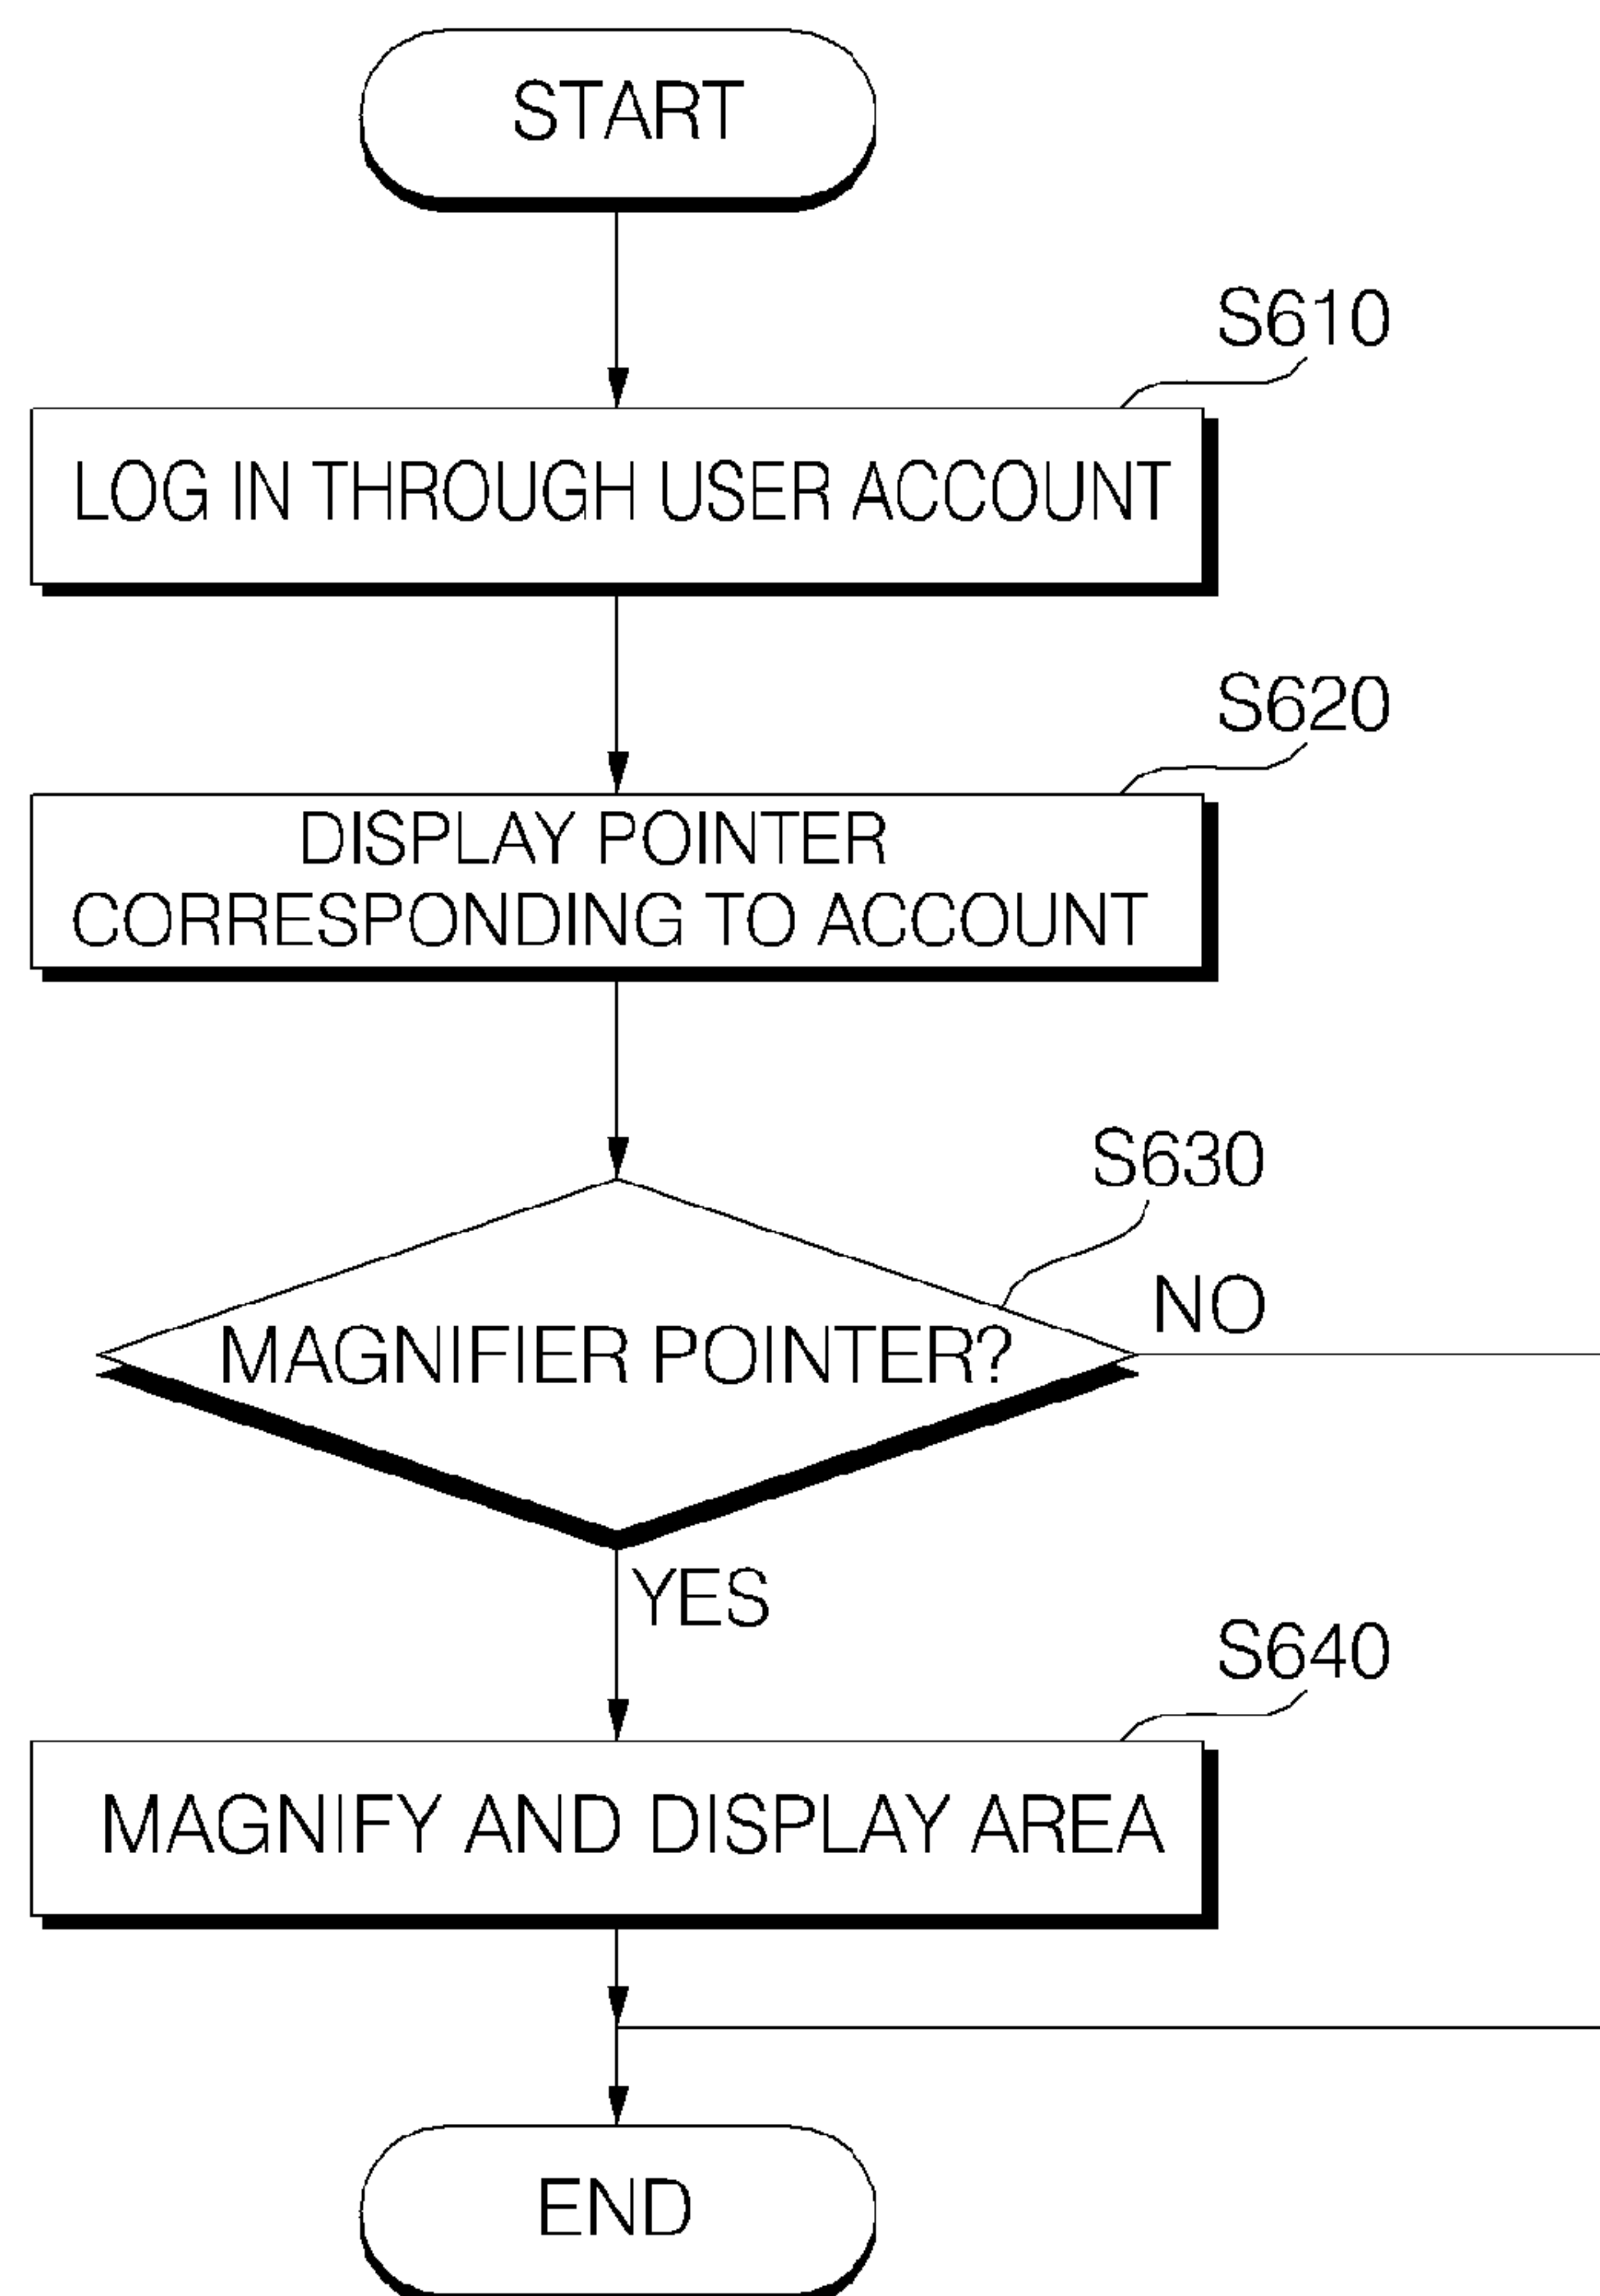 START
S610
LOG IN THROUGH USER ACCOUNT
S620
DISPLAY POINTER
CORRESPONDING TO ACCOUNT
S630
NO
MAGNIFIER POINTER?
YES
S640
MAGNIFY AND DISPLAY AREA
END